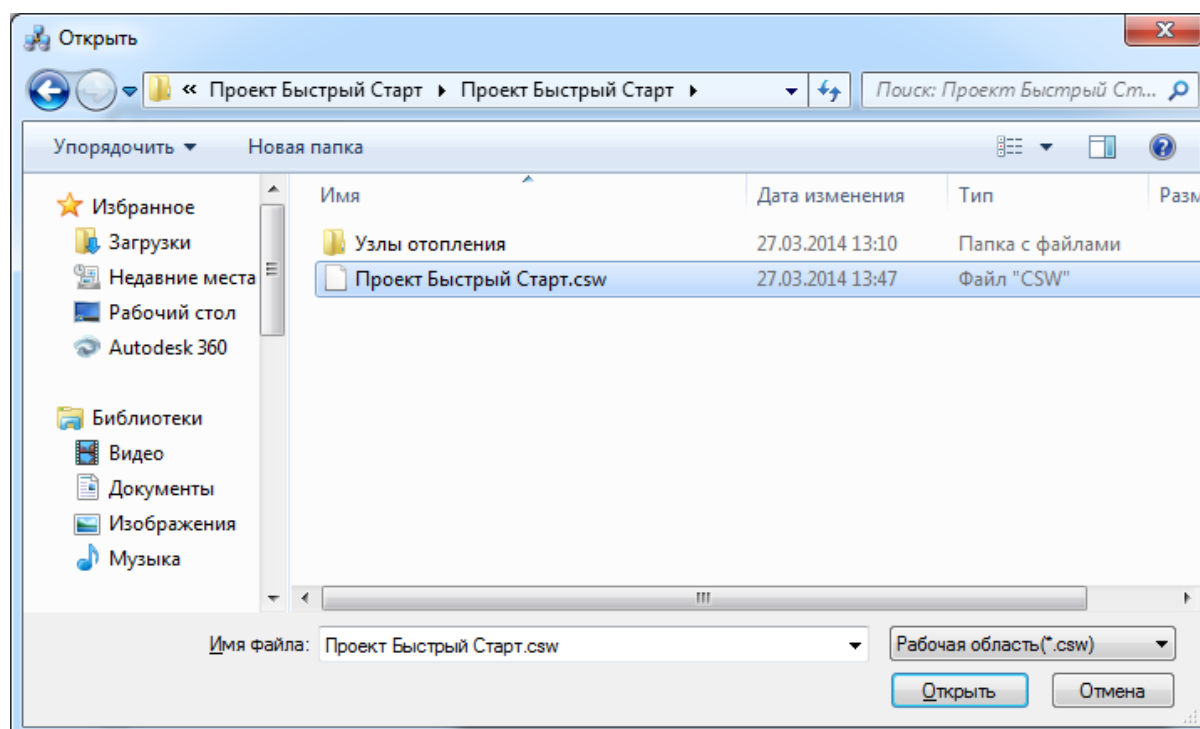 Открыть
« Проект Быстрый Старт Проект Быстрый Старт Поиск: Проект Быстрый Ст...
Упорядочить Новая папка
Имя Дата изменения Тип Разм
Избранное
Загрузки
Недавние места
Рабочий стол
Autodesk 360
Библиотеки
Видео
Документы
Изображения
Музыка
Узлы отопления 27.03.2014 13:10 Папка с файлами
Проект Быстрый Старт.csw 27.03.2014 13:47 Файл "CSW"
Имя файла: Проект Быстрый Старт.csw Рабочая область(*.csw)
Открыть Отмена